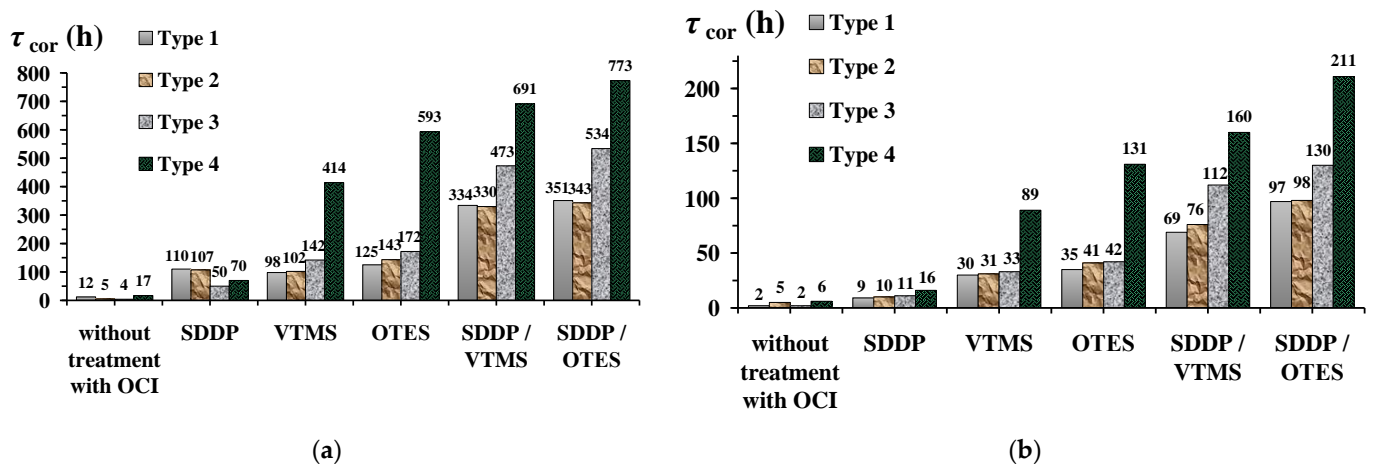 τ cor (h)
Type 1
Type 2
Type 3
Type 4
800
700
600
500
400
300
200
100
0
12 5 4 17
110 107 50 70
98 102 142 414
125 143 172 593
334 330 473 691
351 343 534 773
without treatment with OCI
SDDP
VTMS
OTES
SDDP / VTMS
SDDP / OTES
(a)
τ cor (h)
Type 1
Type 2
Type 3
Type 4
200
150
100
50
0
2 5 2 6
9 10 11 16
30 31 33 89
35 41 42 131
69 76 112 160
97 98 130 211
without treatment with OCI
SDDP
VTMS
OTES
SDDP / VTMS
SDDP / OTES
(b)